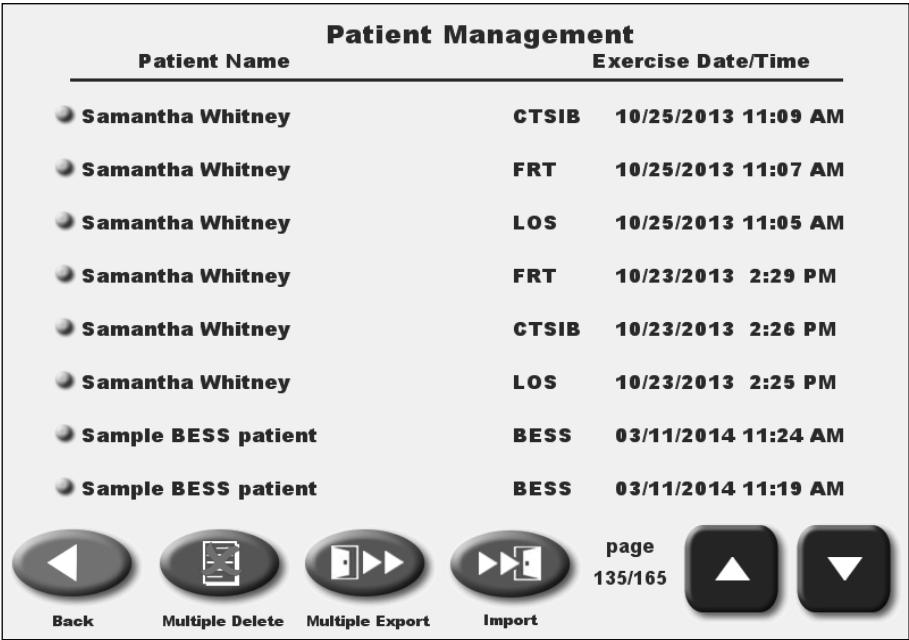 Patient Management
Patient Name Exercise Date/Time
Samantha Whitney CTSIB 10/25/2013 11:09 AM
Samantha Whitney FRT 10/25/2013 11:07 AM
Samantha Whitney LOS 10/25/2013 11:05 AM
Samantha Whitney FRT 10/23/2013 2:29 PM
Samantha Whitney CTSIB 10/23/2013 2:26 PM
Samantha Whitney LOS 10/23/2013 2:25 PM
Sample BESS patient BESS 03/11/2014 11:24 AM
Sample BESS patient BESS 03/11/2014 11:19 AM
page
135/165
Back Multiple Delete Multiple Export Import